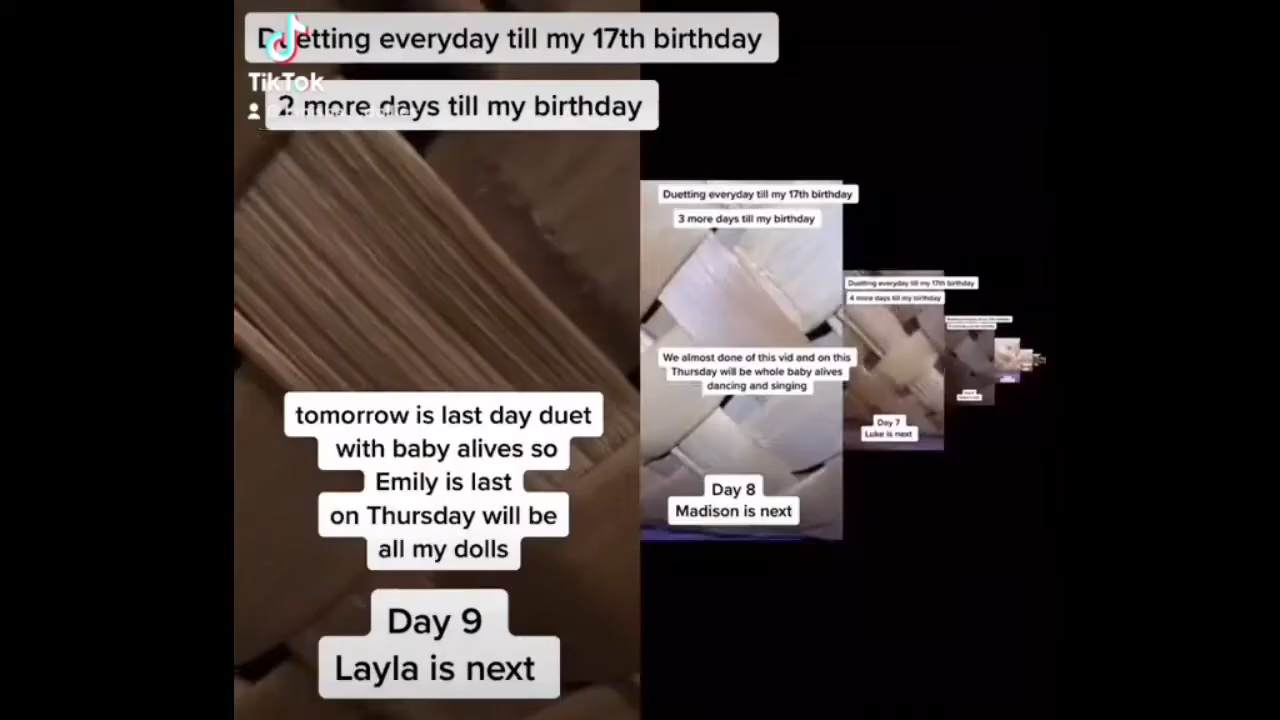 Duetting everyday till my 17th birthday
TikTok
2 more days till my birthday
tomorrow is last day duet
with baby alives so
Emily is last
on Thursday will be
all my dolls
Day 9
Layla is next
Duetting everyday till my 17th birthday
3 more days till my birthday
We almost done of this vid and on this
Thursday will be whole baby alives
dancing and singing
Day 8
Madison is next
Duetting everyday till my 17th birthday
4 more days till my birthday
Day 7
Luke is next